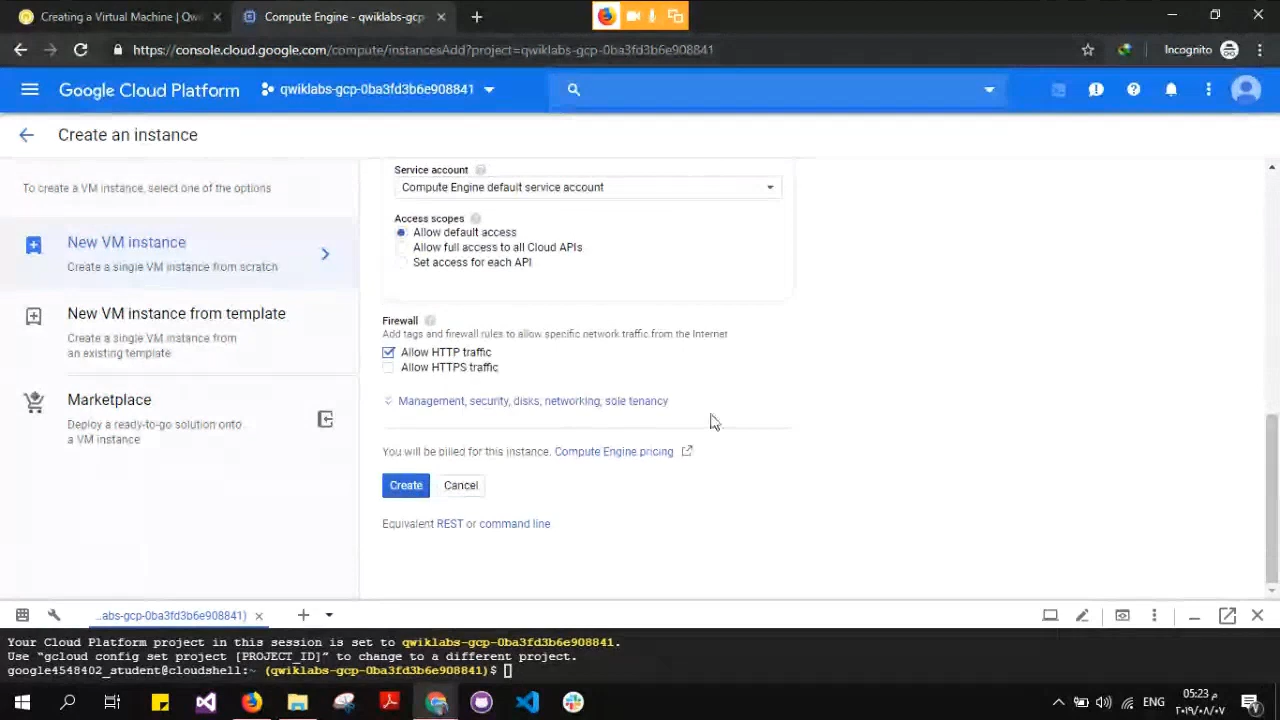 Creating a Virtual Machine | Qwi
Compute Engine - qwiklabs-gcp
https://console.cloud.google.com/compute/instancesAdd?project=qwiklabs-gcp-0ba3fd3b6e908841
Incognito
Google Cloud Platform
qwiklabs-gcp-0ba3fd3b6e908841
Create an instance
To create a VM instance, select one of the options
New VM instance
Create a single VM instance from scratch
New VM instance from template
Create a single VM instance from
an existing template
Marketplace
Deploy a ready-to-go solution onto
a VM instance
Service account
Compute Engine default service account
Access scopes
Allow default access
Allow full access to all Cloud APIs
Set access for each API
Firewall
Add tags and firewall rules to allow specific network traffic from the Internet
Allow HTTP traffic
Allow HTTPS traffic
Management, security, disks, networking, sole tenancy
You will be billed for this instance. Compute Engine pricing
Create Cancel
Equivalent REST or command line
...abs-gcp-0ba3fd3b6e908841)
Your Cloud Platform project in this session is set to qwiklabs-gcp-0ba3fd3b6e908841.
Use "gcloud config set project [PROJECT_ID]" to change to a different project.
google4548402_student@cloudshell:~ (qwiklabs-gcp-0ba3fd3b6e908841)$
ENG
05:23 م
٢٠١٩/٠٨/٠٧